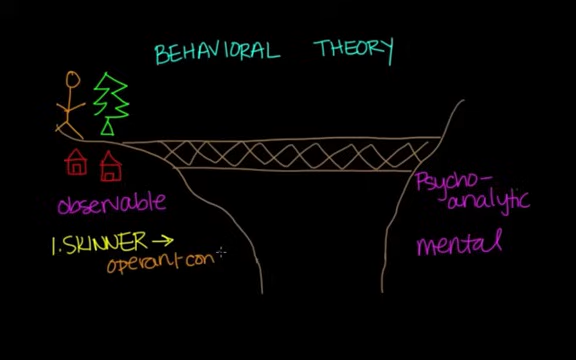 BEHAVIORAL THEORY
observable
Psycho-
analytic
1. SKINNER →
mental
operant con